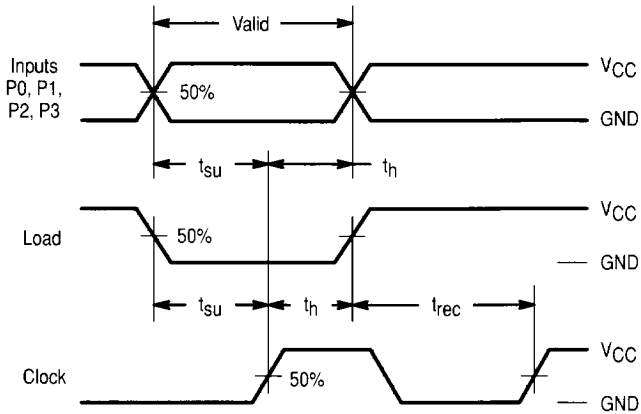 Valid
Inputs
P0, P1,
P2, P3
50%
VCC
GND
tsu
th
Load
50%
VCC
GND
tsu
th
trec
Clock
50%
VCC
GND